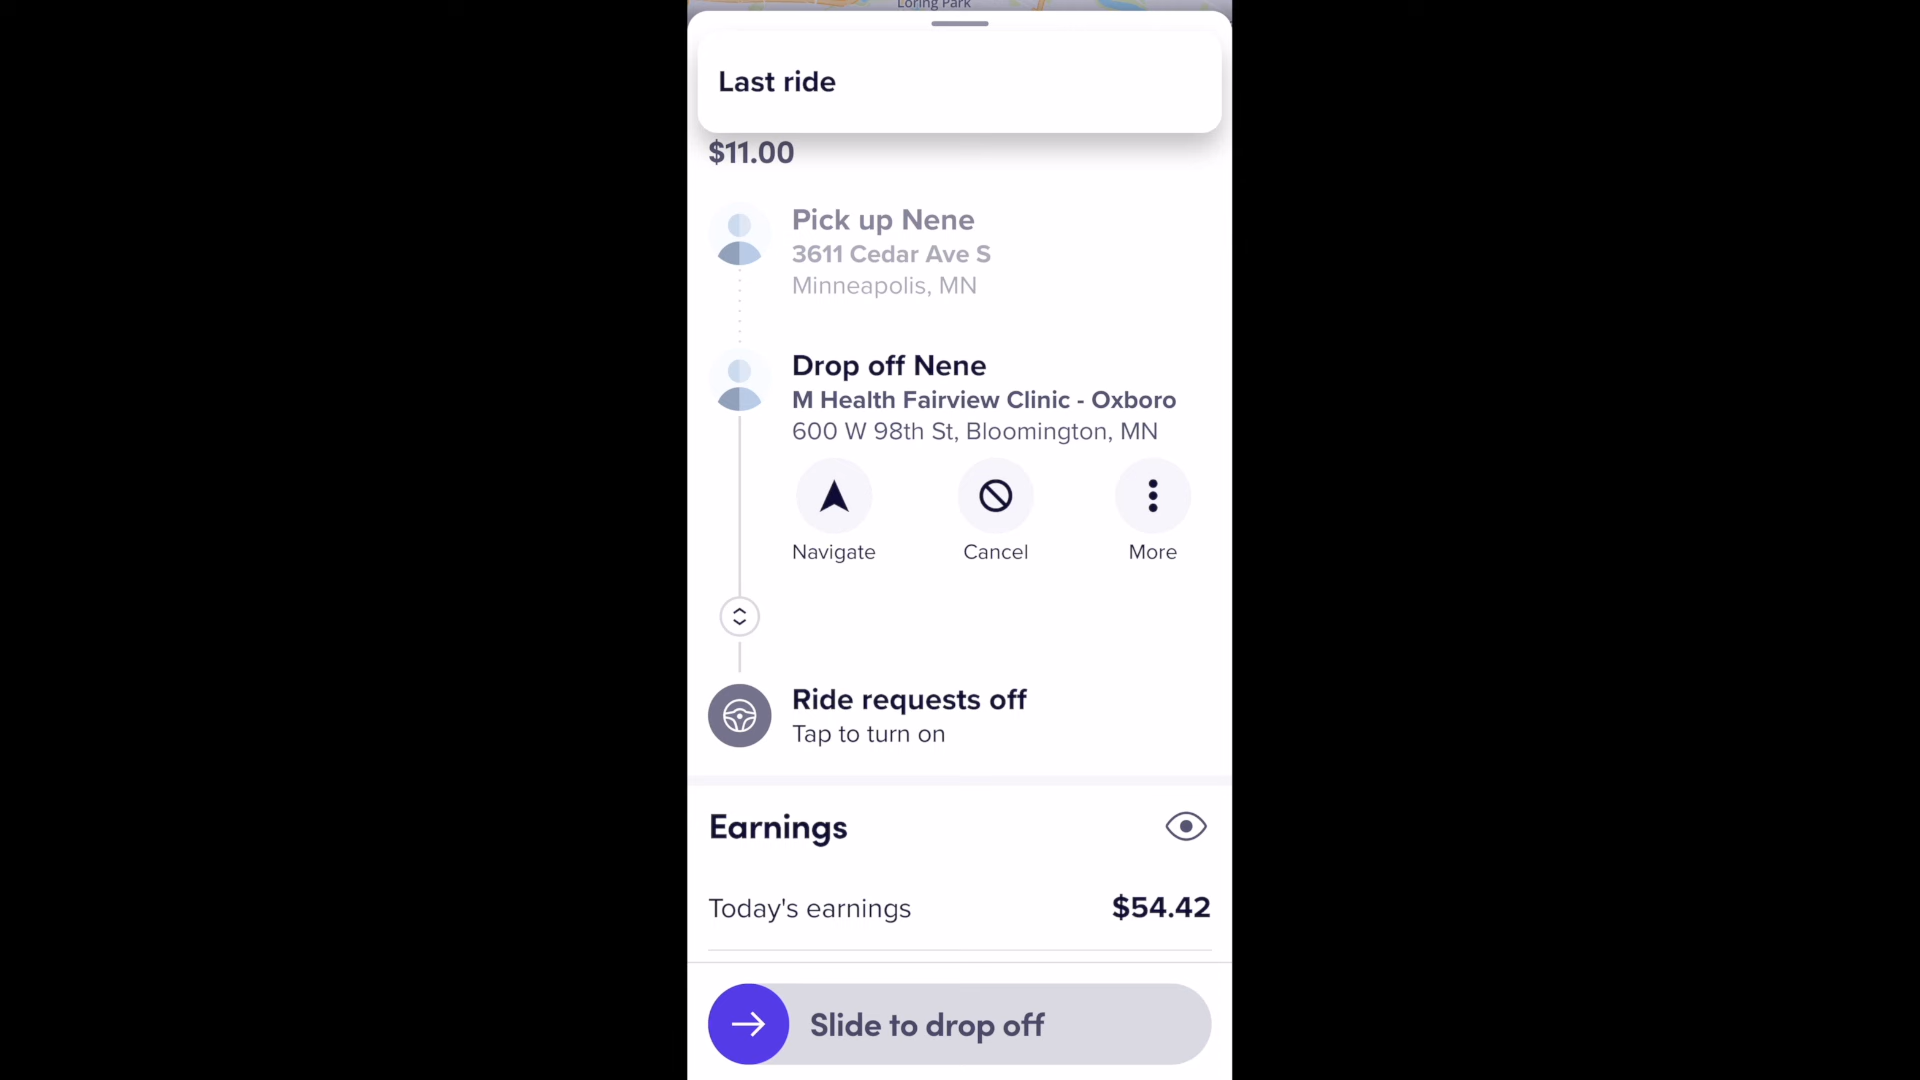 Loring Park
Last ride
$11.00
Pick up Nene
3611 Cedar Ave S
Minneapolis, MN
Drop off Nene
M Health Fairview Clinic - Oxboro
600 W 98th St, Bloomington, MN
Navigate
Cancel
More
Ride requests off
Tap to turn on
Earnings
Today's earnings
$54.42
Slide to drop off